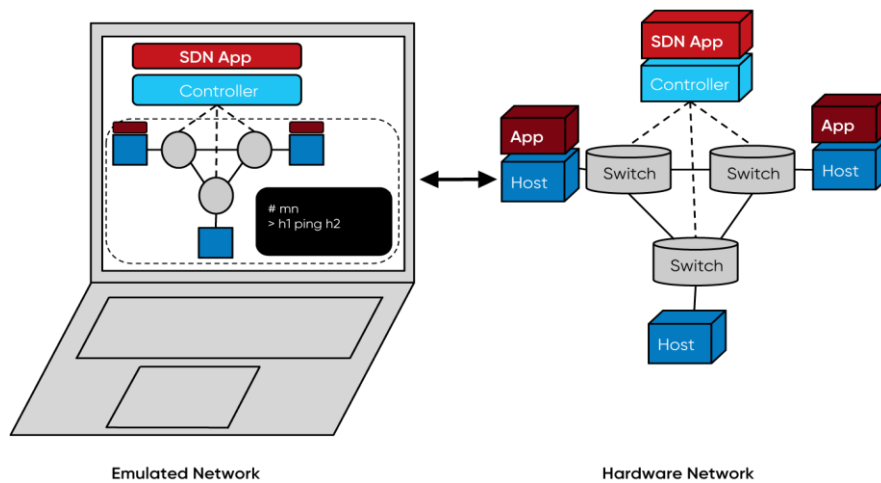 SDN App
Controller
# mn
> h1 ping h2
SDN App
Controller
App
Host
Switch
Switch
App
Host
Switch
Host
Emulated Network
Hardware Network